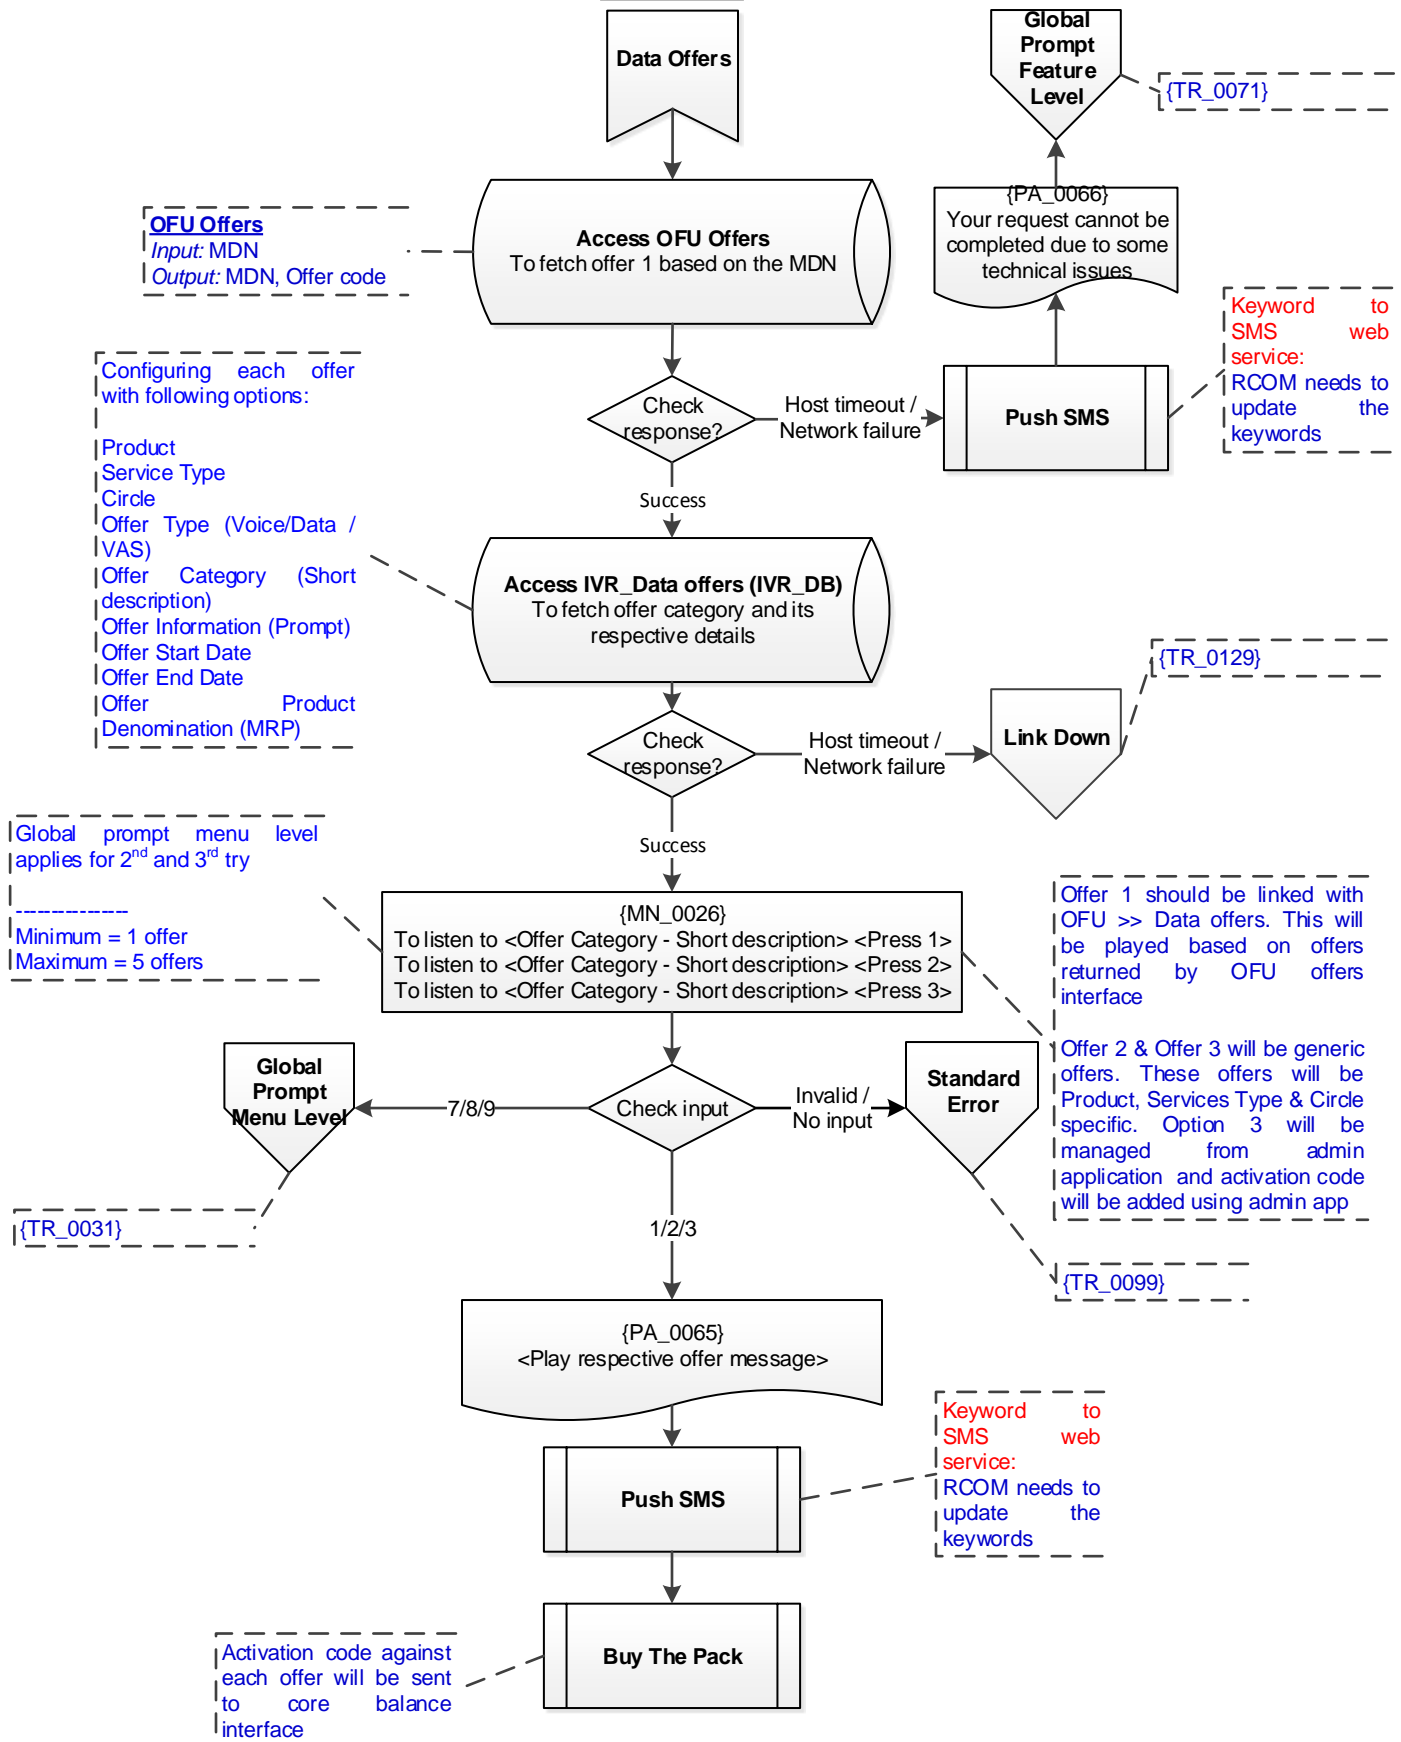 Data Offers
Global
Prompt
Feature
Level
{TR_0071}
{PA_0066}
Your request cannot be
completed due to some
technical issues
OFU Offers
Input: MDN
Output: MDN, Offer code
Access OFU Offers
To fetch offer 1 based on the MDN
Keyword to
SMS web
service:
RCOM needs to
update the
keywords
Configuring each offer
with following options:
Product
Service Type
Circle
Offer Type (Voice/Data /
VAS)
Offer Category (Short
description)
Offer Information (Prompt)
Offer Start Date
Offer End Date
Offer Product
Denomination (MRP)
Check
response?
Host timeout /
Network failure
Push SMS
Success
Access IVR_Data offers (IVR_DB)
To fetch offer category and its
respective details
{TR_0129}
Check
response?
Host timeout /
Network failure
Link Down
Success
Global prompt menu level
applies for 2nd and 3rd try
----------------
Minimum = 1 offer
Maximum = 5 offers
{MN_0026}
To listen to <Offer Category - Short description> <Press 1>
To listen to <Offer Category - Short description> <Press 2>
To listen to <Offer Category - Short description> <Press 3>
Offer 1 should be linked with
OFU >> Data offers. This will
be played based on offers
returned by OFU offers
interface
Offer 2 & Offer 3 will be generic
offers. These offers will be
Product, Services Type & Circle
specific. Option 3 will be
managed from admin
application and activation code
will be added using admin app
Global
Prompt
Menu Level
7/8/9
Check input
Invalid /
No input
Standard
Error
{TR_0031}
1/2/3
{TR_0099}
{PA_0065}
<Play respective offer message>
Keyword to
SMS web
service:
RCOM needs to
update the
keywords
Push SMS
Buy The Pack
Activation code against
each offer will be sent
to core balance
interface